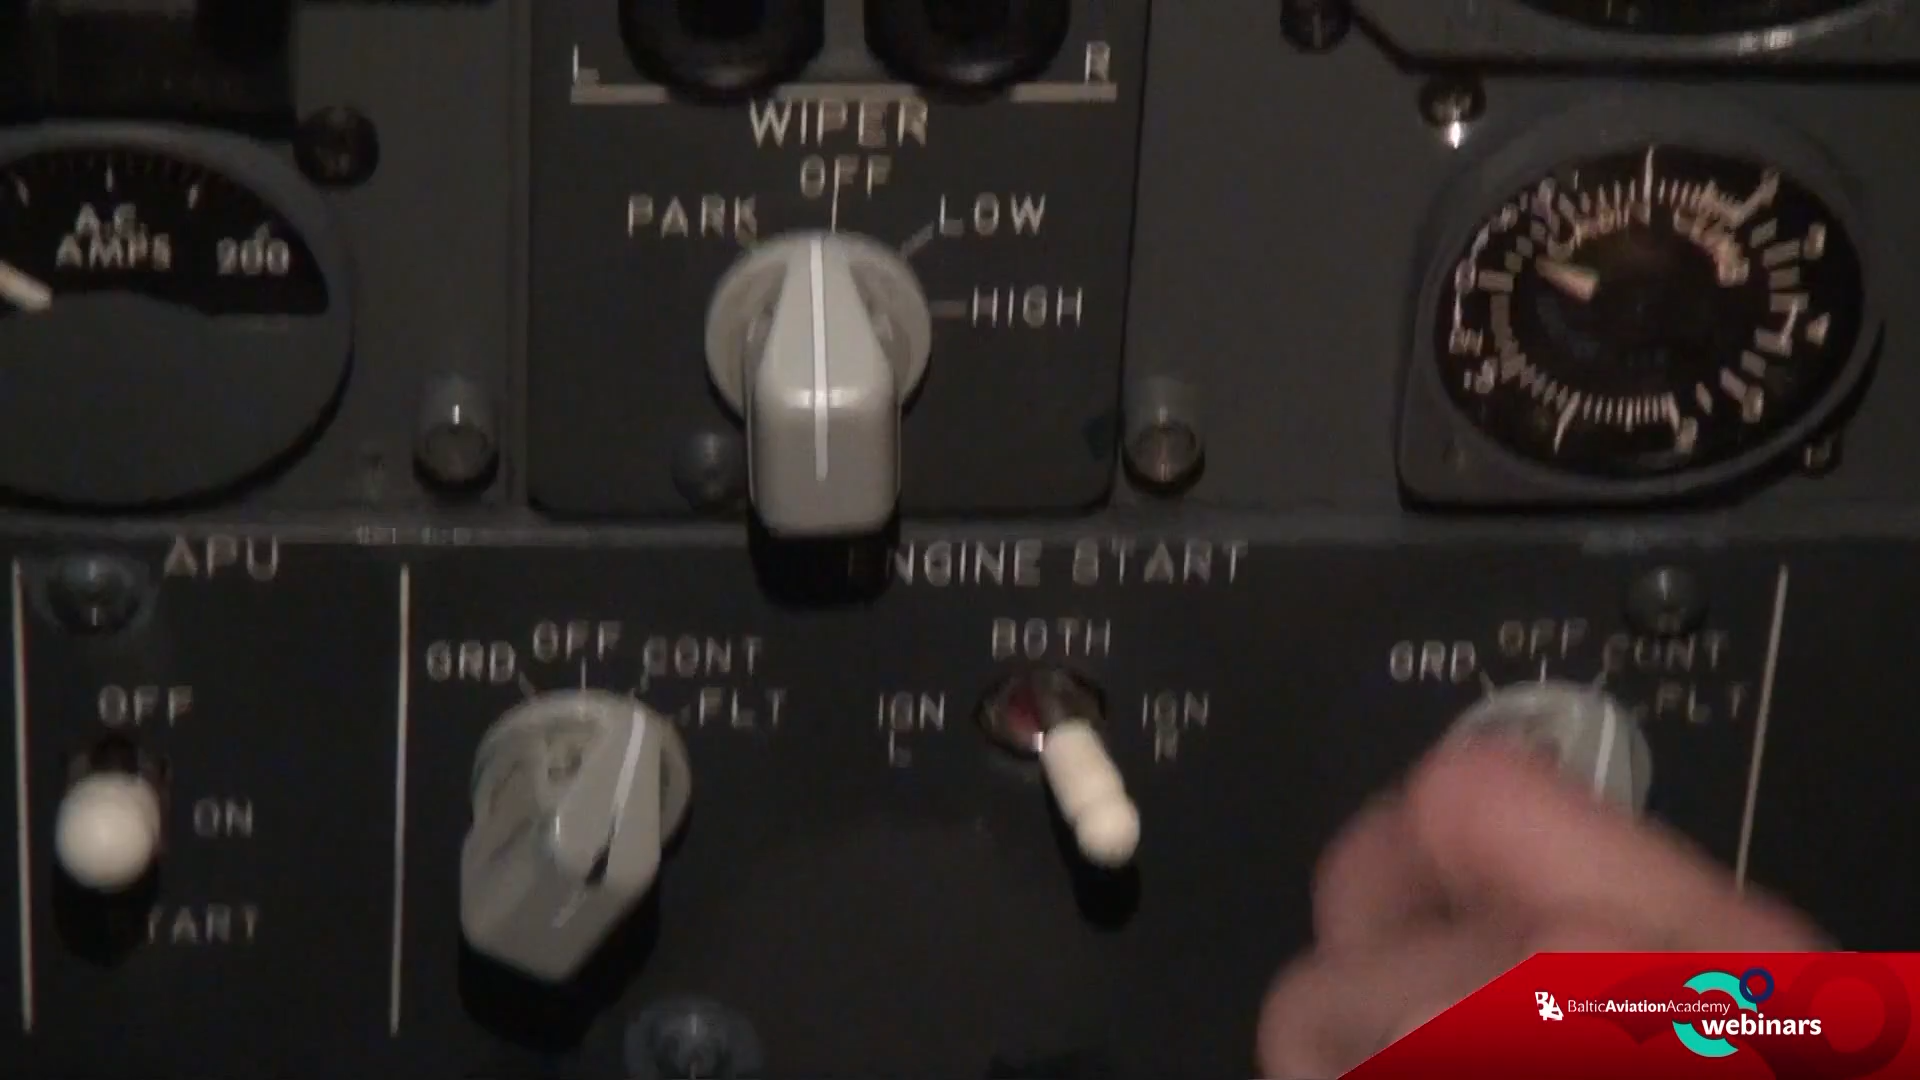 L R
WIPER
OFF
PARK LOW
HIGH
A.C.
AMPS 200
APU
ENGINE START
GRD OFF CONT
FLT
BOTH
IGN
L
IGN
R
GRD OFF CONT
FLT
OFF
ON
START
BalticAviationAcademy
webinars